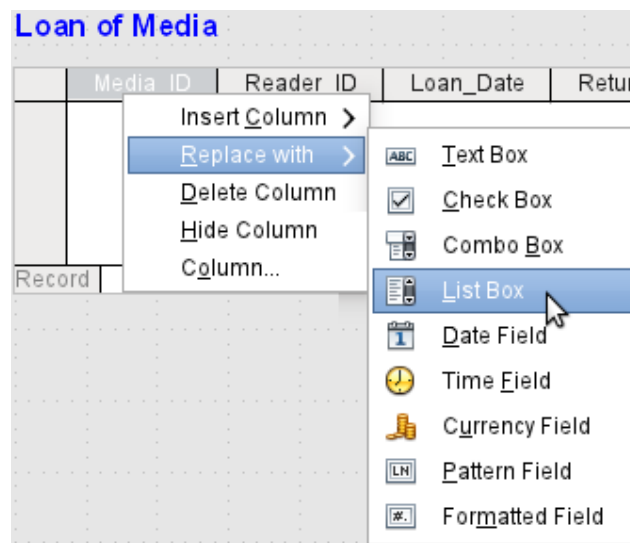 Loan of Media
Media_ID Reader_ID Loan_Date Retur
Insert Column
Replace with
Delete Column
Hide Column
Column...
Record
ABC Text Box
Check Box
Combo Box
List Box
1 Date Field
Time Field
Currency Field
LN Pattern Field
#. Formatted Field